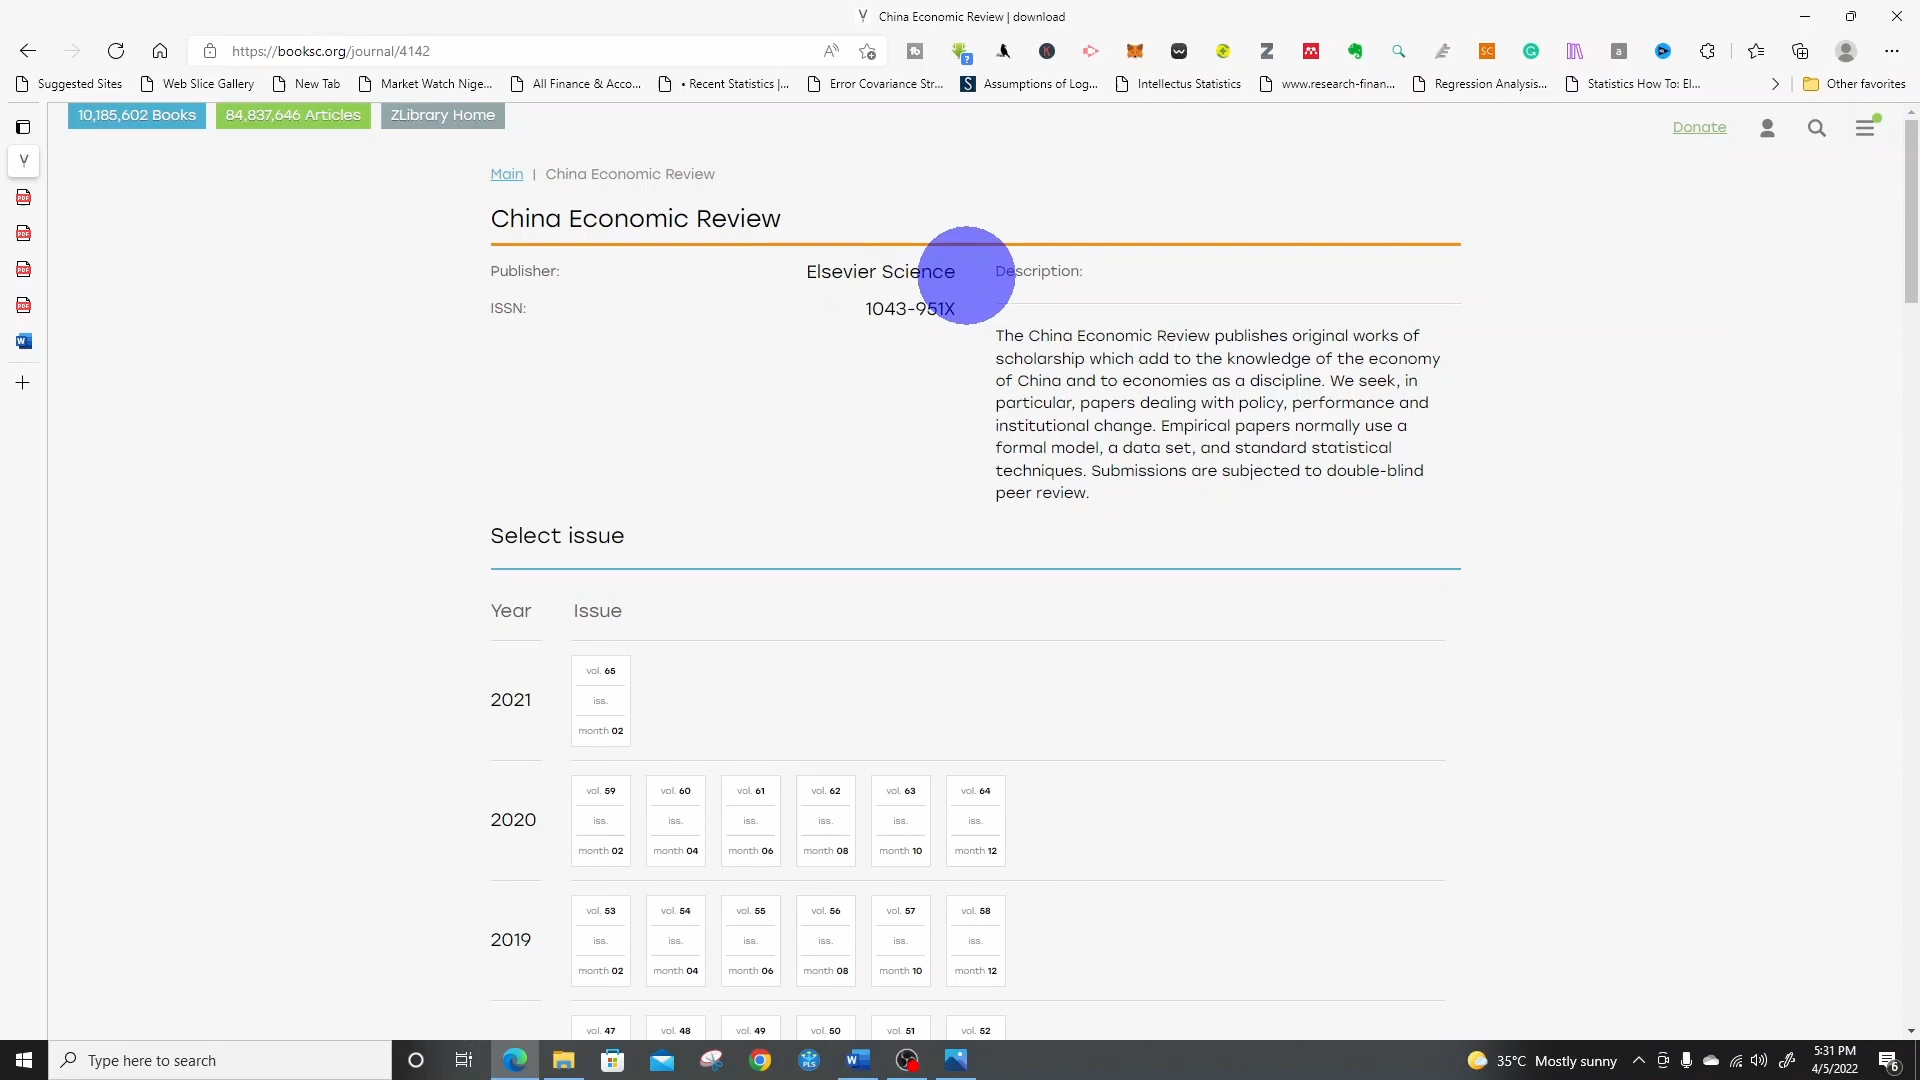 China Economic Review | download
https://booksc.org/journal/4142
Suggested Sites
Web Slice Gallery
New Tab
Market Watch Nige...
All Finance & Acco...
• Recent Statistics |...
Error Covariance Str...
Assumptions of Log...
Intellectus Statistics
www.research-finan...
Regression Analysis...
Statistics How To: El...
Other favorites
10,185,602 Books
84,837,646 Articles
ZLibrary Home
Donate
Main | China Economic Review
China Economic Review
Publisher: Elsevier Science
ISSN: 1043-951X
Description:
The China Economic Review publishes original works of
scholarship which add to the knowledge of the economy
of China and to economies as a discipline. We seek, in
particular, papers dealing with policy, performance and
institutional change. Empirical papers normally use a
formal model, a data set, and standard statistical
techniques. Submissions are subjected to double-blind
peer review.
Select issue
Year Issue
2021
vol. 65
iss.
month 02
2020
vol. 59 vol. 60 vol. 61 vol. 62 vol. 63 vol. 64
iss. iss. iss. iss. iss. iss.
month 02 month 04 month 06 month 08 month 10 month 12
2019
vol. 53 vol. 54 vol. 55 vol. 56 vol. 57 vol. 58
iss. iss. iss. iss. iss. iss.
month 02 month 04 month 06 month 08 month 10 month 12
vol. 47 vol. 48 vol. 49 vol. 50 vol. 51 vol. 52
Type here to search
35°C Mostly sunny
5:31 PM
4/5/2022
6